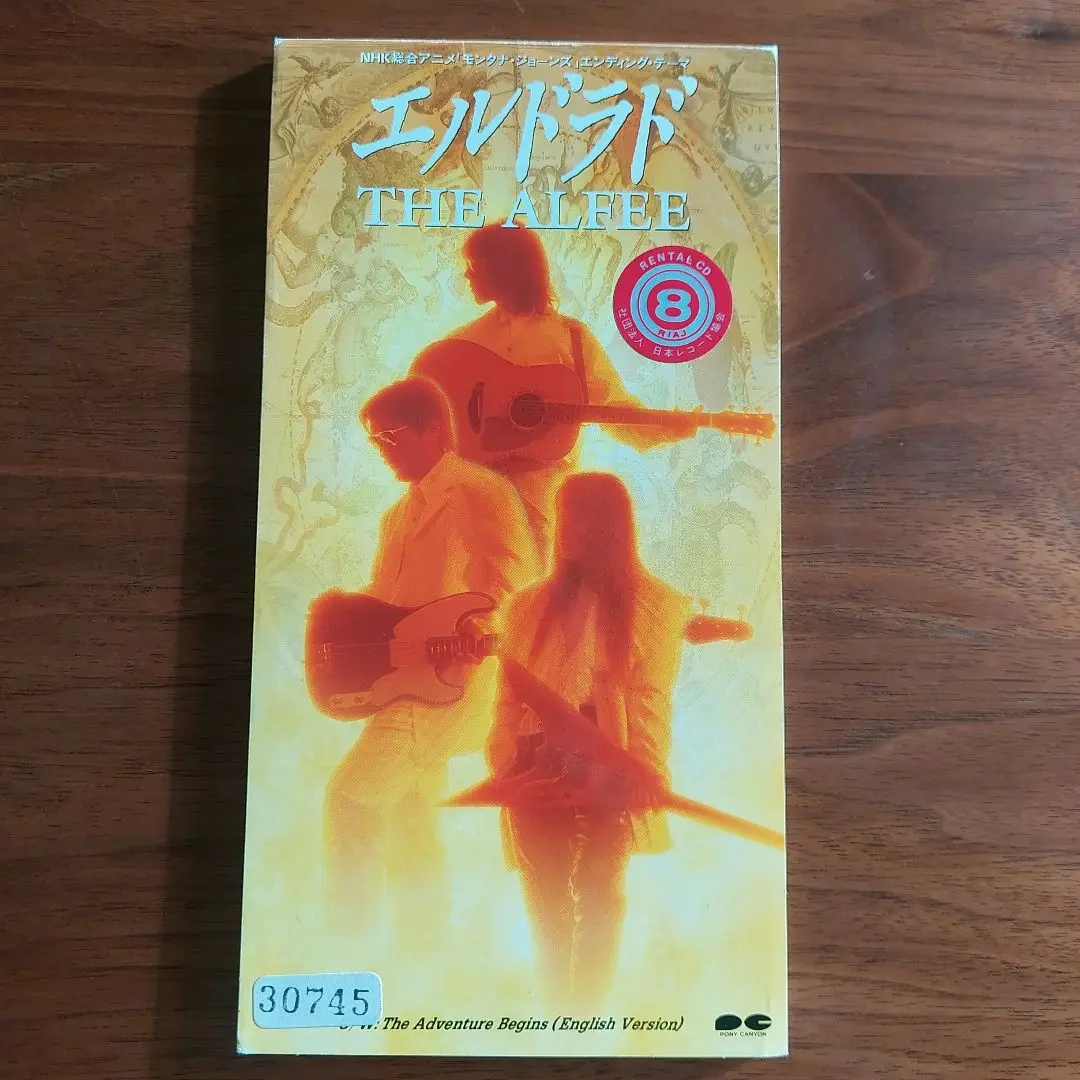 NHK総合アニメ「モンタナ・ジョーンズ」エンディング・テーマ
エルドラド
THE ALFEE
RENTAL CD
8
RIAJ
社団法人 日本レコード協会
30745
The Adventure Begins (English Version)
PONY CANYON